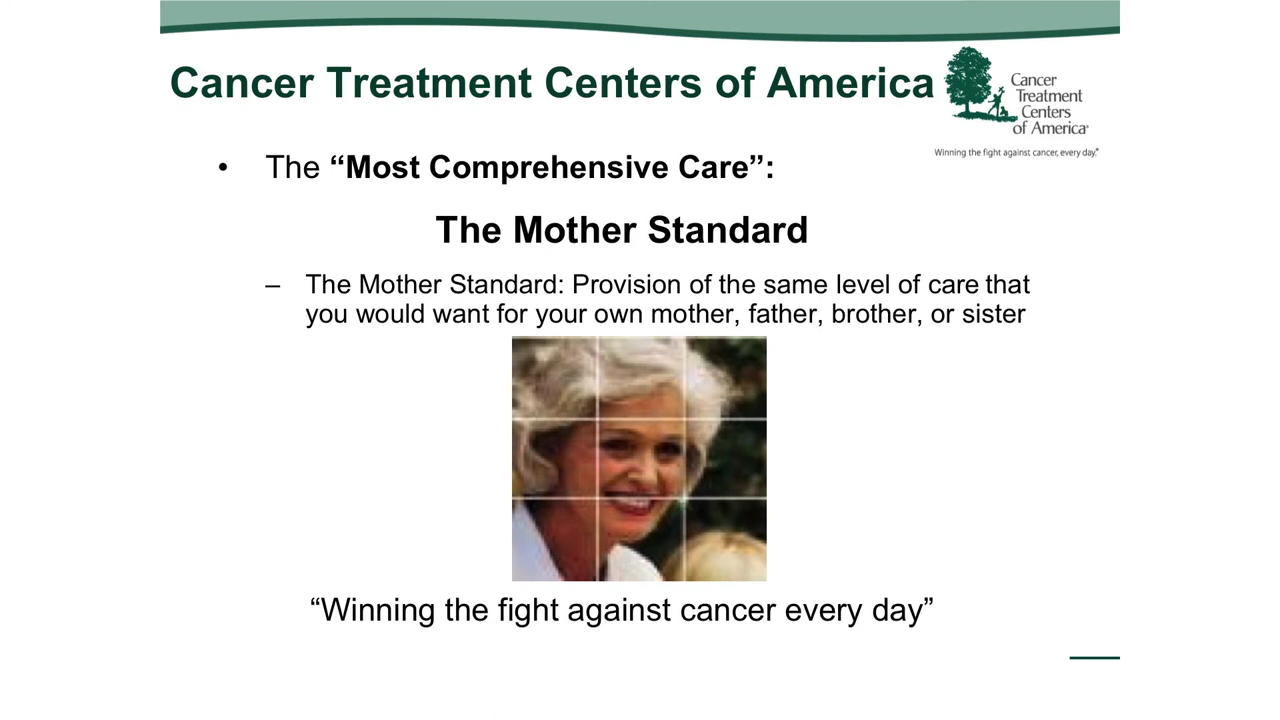 Cancer Treatment Centers of America
Cancer
Treatment
Centers
of America®
Winning the fight against cancer, every day.®
• The “Most Comprehensive Care”:
The Mother Standard
– The Mother Standard: Provision of the same level of care that
you would want for your own mother, father, brother, or sister
“Winning the fight against cancer every day”